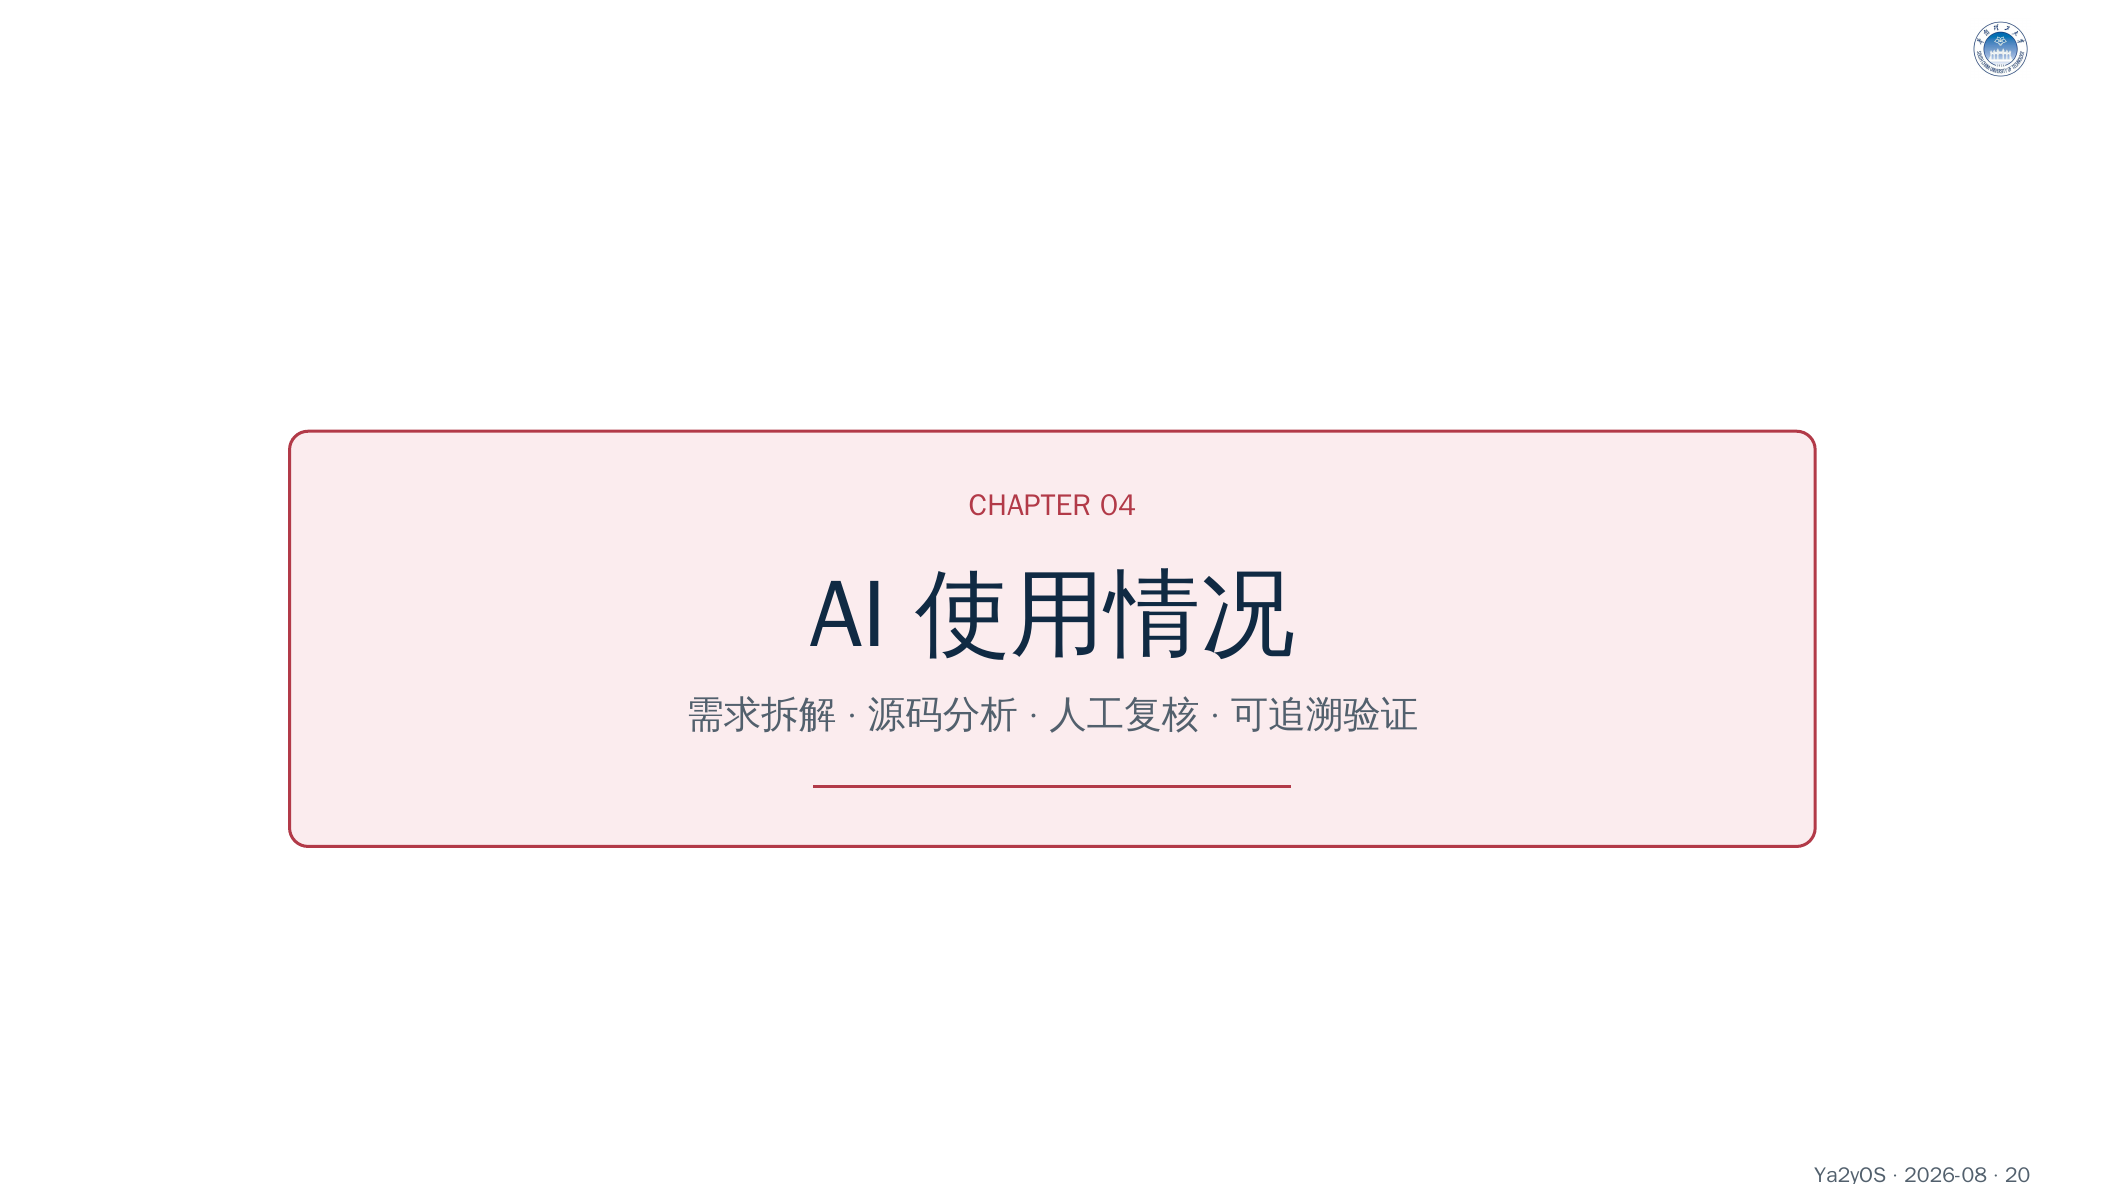 CHAPTER 04
AI 使用情况
需求拆解 · 源码分析 · 人工复核 · 可追溯验证
Ya2yOS · 2026-08 · 20